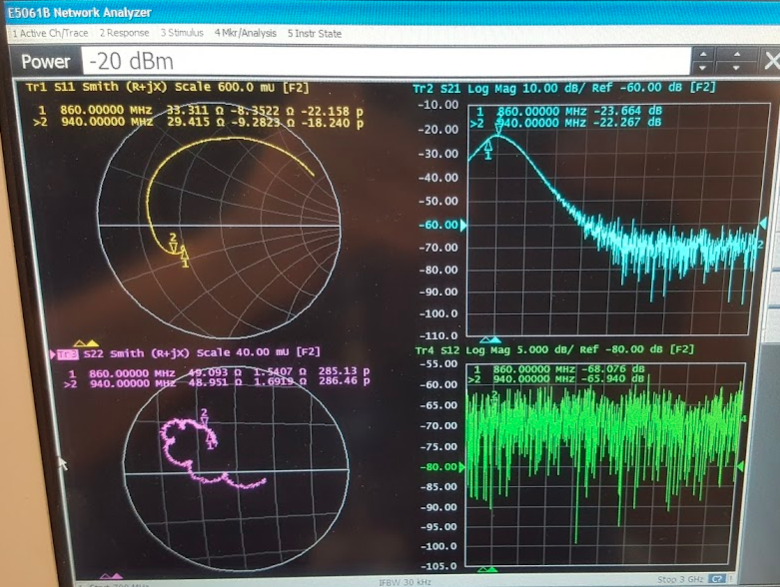 E5061B Network Analyzer
1 Active Ch/Trace 2 Response 3 Stimulus 4 Mkr/Analysis 5 Instr State
Power -20 dBm
Tr1 S11 Smith (R+jX) Scale 600.0 mU [F2]
1 860.00000 MHz 33.311 Ω -8.3522 Ω -22.158 p
>2 940.00000 MHz 29.415 Ω -9.2823 Ω -18.240 p
2
1
Tr2 S21 Log Mag 10.00 dB/ Ref -60.00 dB [F2]
-10.00
1 860.00000 MHz -23.664 dB
>2 940.00000 MHz -22.267 dB
-20.00
1
-30.00
-40.00
-50.00
-60.00
2
-70.00
-80.00
-90.00
-100.0
-110.0
Tr3 S22 Smith (R+jX) Scale 40.00 mU [F2]
1 860.00000 MHz 49.093 Ω 1.5407 Ω 285.13 p
>2 940.00000 MHz 48.951 Ω 1.6919 Ω 286.46 p
2
1
Tr4 S12 Log Mag 5.000 dB/ Ref -80.00 dB [F2]
-55.00
1 860.00000 MHz -68.076 dB
>2 940.00000 MHz -65.940 dB
-60.00
-65.00
2
-70.00
4
-75.00
-80.00
-85.00
-90.00
-95.00
-100.0
-105.0
IFBW 30 kHz
Stop 3 GHz